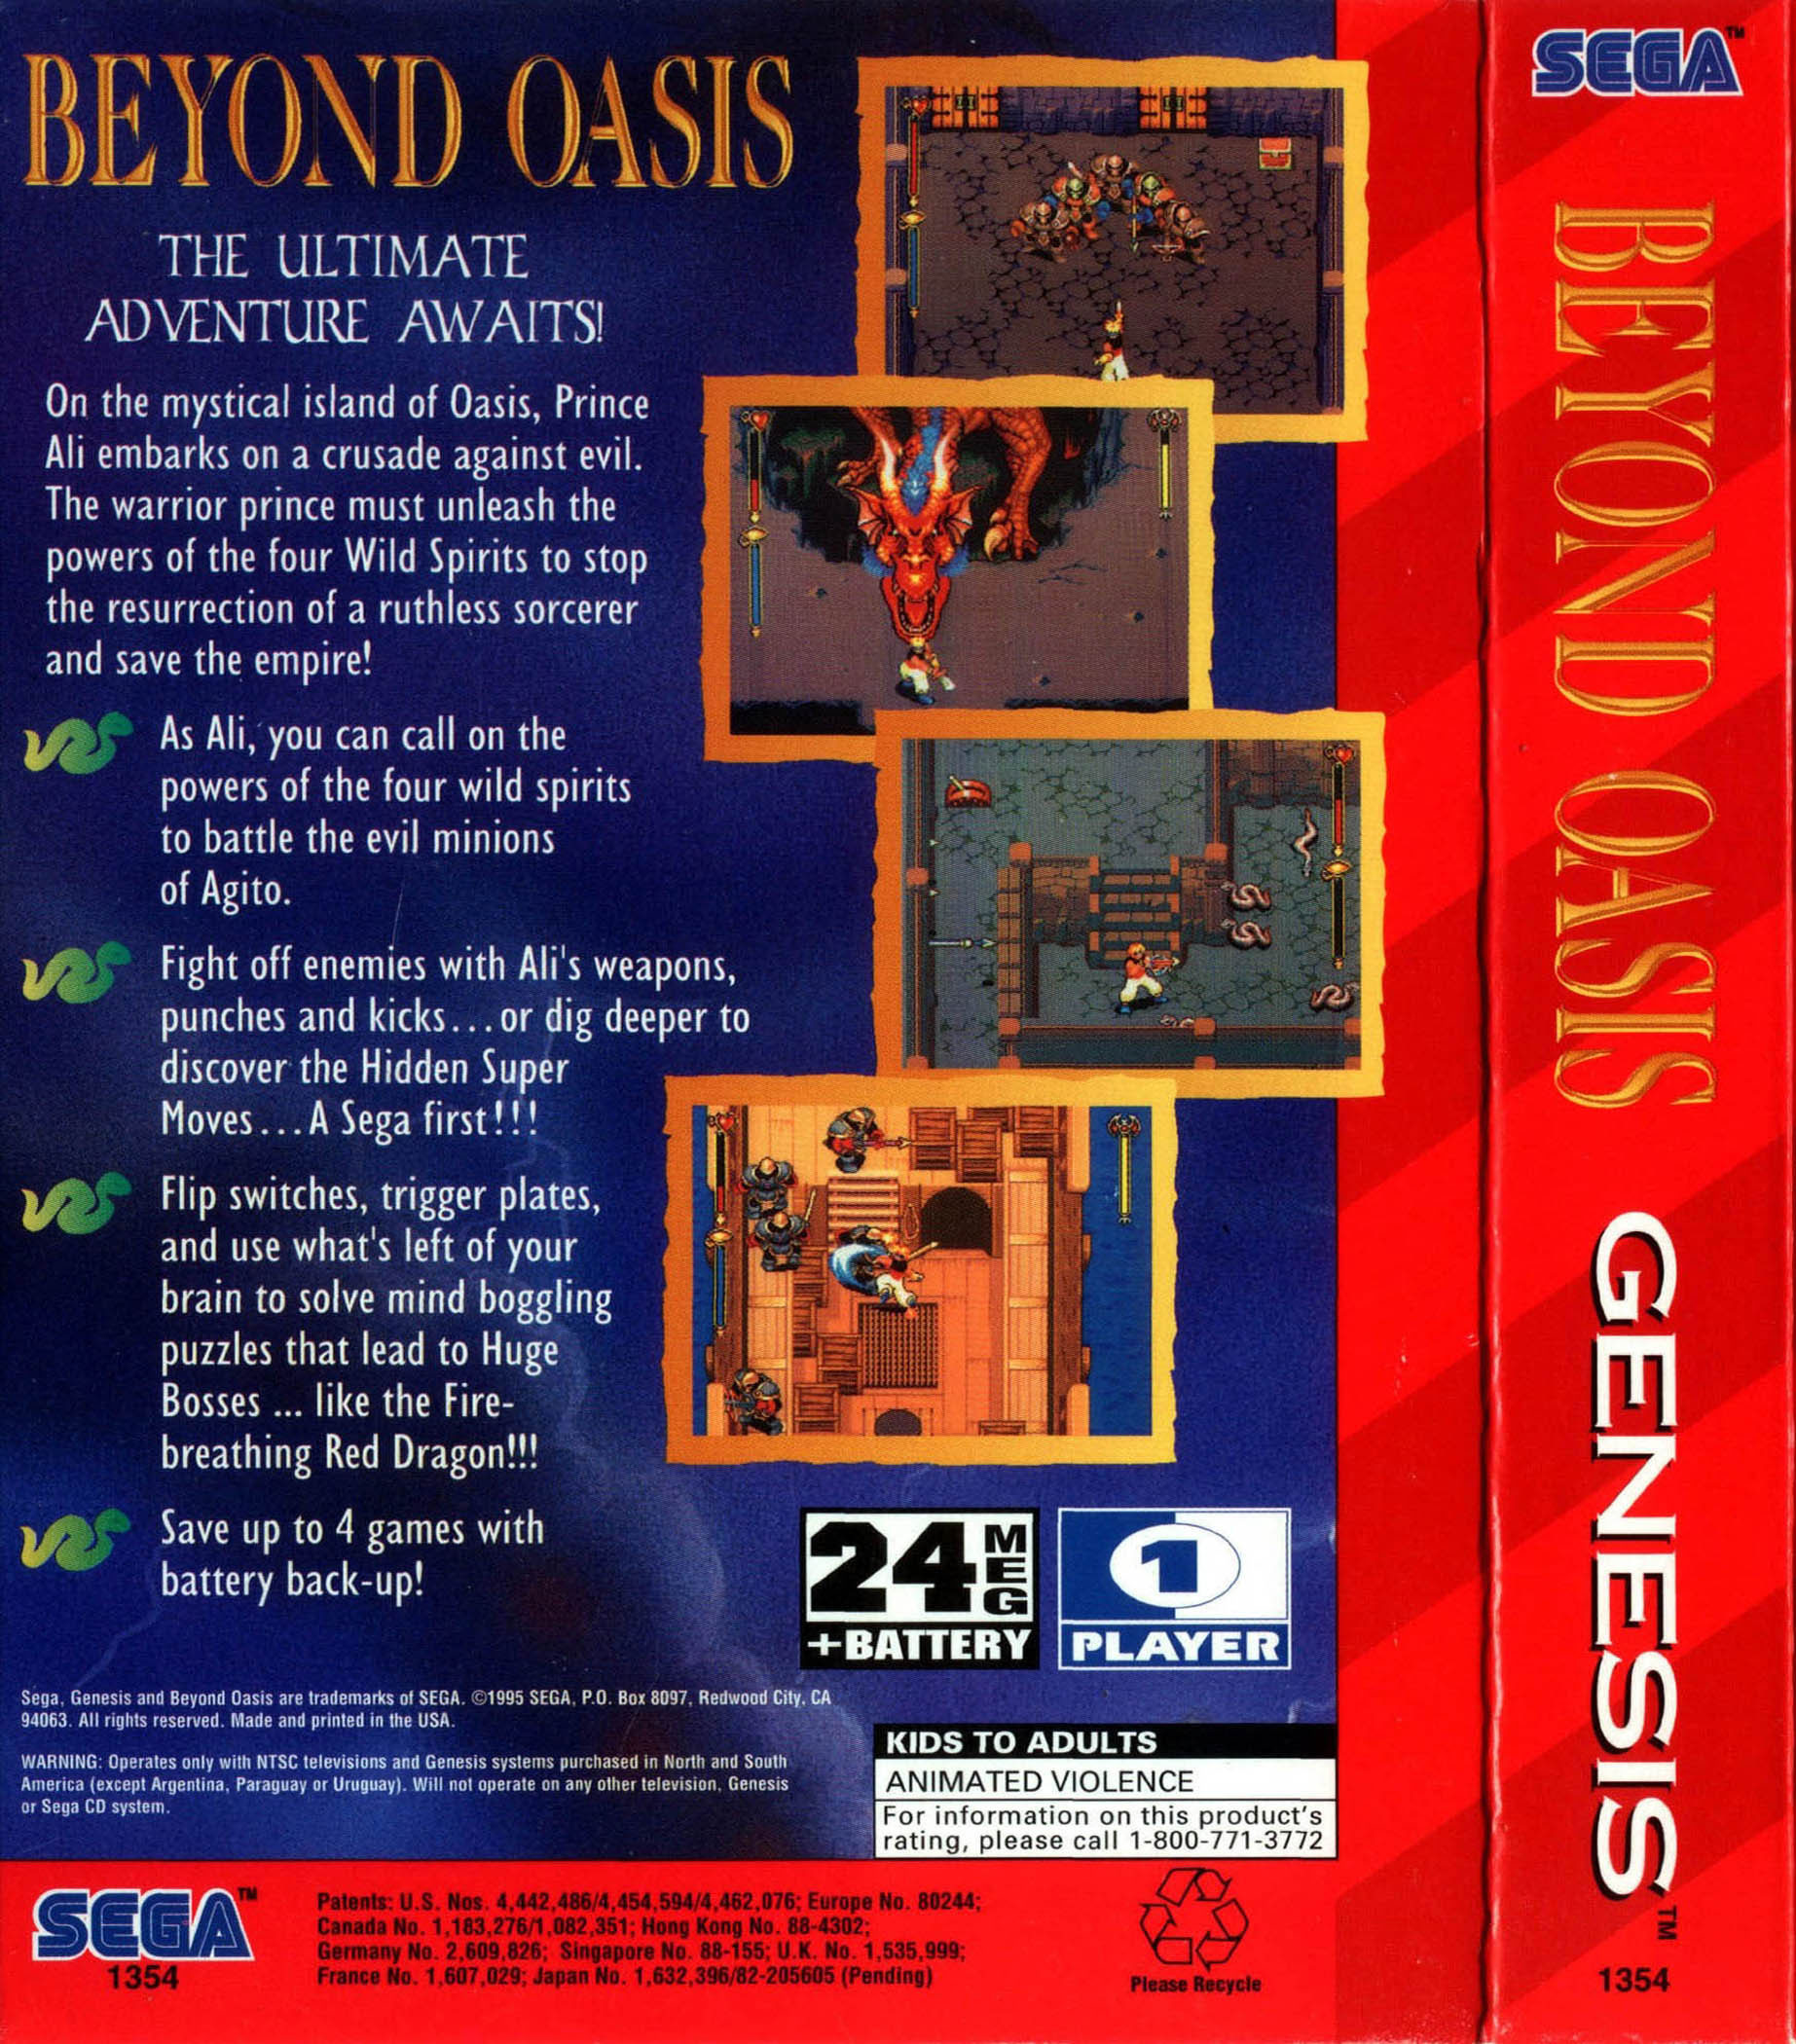 BEYOND OASIS
THE ULTIMATE
ADVENTURE AWAITS!
On the mystical island of Oasis, Prince
Ali embarks on a crusade against evil.
The warrior prince must unleash the
powers of the four Wild Spirits to stop
the resurrection of a ruthless sorcerer
and save the empire!
As Ali, you can call on the
powers of the four wild spirits
to battle the evil minions
of Agito.
Fight off enemies with Ali's weapons,
punches and kicks...or dig deeper to
discover the Hidden Super
Moves...A Sega first!!!
Flip switches, trigger plates,
and use what's left of your
brain to solve mind boggling
puzzles that lead to Huge
Bosses ... like the Fire-
breathing Red Dragon!!!
Save up to 4 games with
battery back-up!
24 MEG
+BATTERY
1
PLAYER
Sega, Genesis and Beyond Oasis are trademarks of SEGA. ©1995 SEGA, P.O. Box 8097, Redwood City, CA
94063. All rights reserved. Made and printed in the USA.
WARNING: Operates only with NTSC televisions and Genesis systems purchased in North and South
America (except Argentina, Paraguay or Uruguay). Will not operate on any other television, Genesis
or Sega CD system.
KIDS TO ADULTS
ANIMATED VIOLENCE
For information on this product's
rating, please call 1-800-771-3772
SEGA™
1354
Patents: U.S. Nos. 4,442,486/4,454,594/4,462,076; Europe No. 80244;
Canada No. 1,183,276/1,082,351; Hong Kong No. 88-4302;
Germany No. 2,609,826; Singapore No. 88-155; U.K. No. 1,535,999;
France No. 1,607,029; Japan No. 1,632,396/82-205605 (Pending)
Please Recycle
SEGA™
BEYOND OASIS
GENESIS™
1354